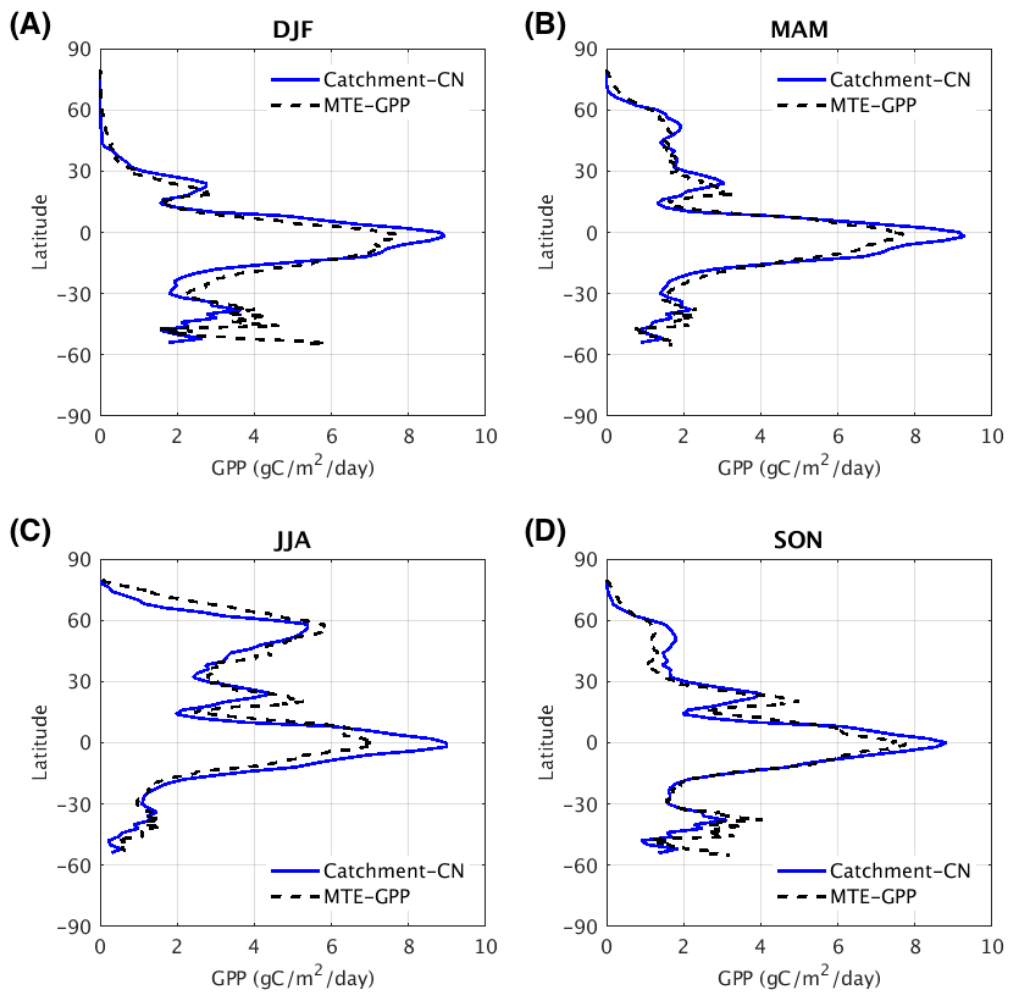 (A)
DJF
90
60
30
0
−30
−60
−90
Latitude
Catchment-CN
MTE-GPP
0 2 4 6 8 10
GPP (gC/m²/day)
(B)
MAM
90
60
30
0
−30
−60
−90
Latitude
Catchment-CN
MTE-GPP
0 2 4 6 8 10
GPP (gC/m²/day)
(C)
JJA
90
60
30
0
−30
−60
−90
Latitude
Catchment-CN
MTE-GPP
0 2 4 6 8 10
GPP (gC/m²/day)
(D)
SON
90
60
30
0
−30
−60
−90
Latitude
Catchment-CN
MTE-GPP
0 2 4 6 8 10
GPP (gC/m²/day)